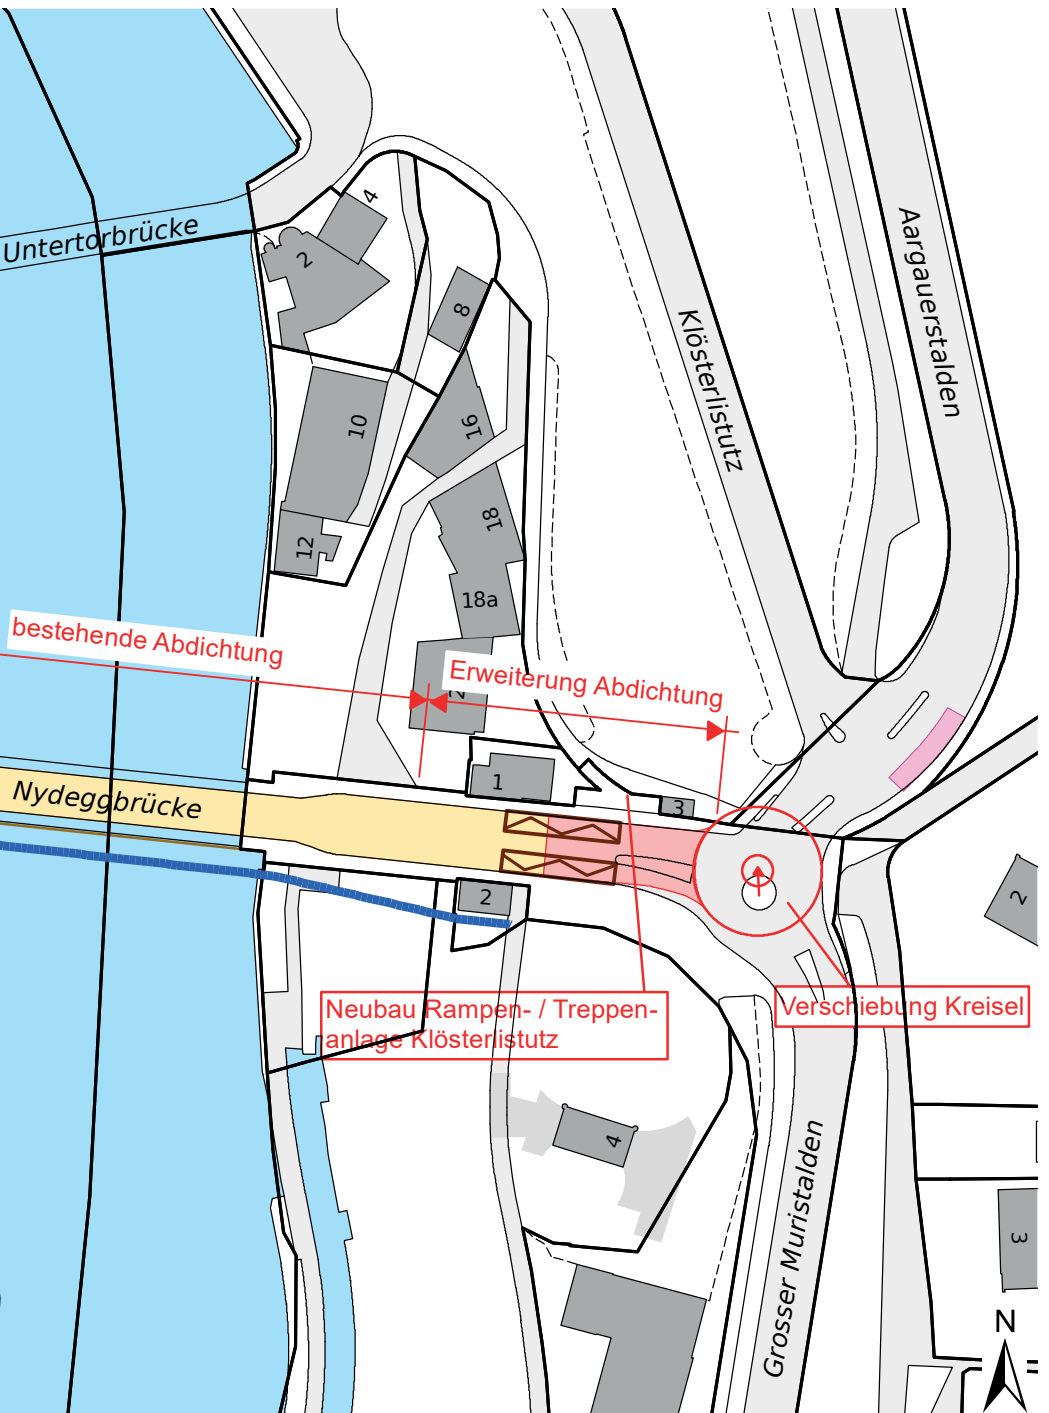 4
Untertorbrücke
2
8
Aargauerstalden
Klösterlistutz
10
16
18
12
18a
bestehende Abdichtung
Erweiterung Abdichtung
2
1
Nydeggbrücke
3
2
2
Neubau Rampen- / Treppen-
anlage Klösterlistutz
Verschiebung Kreisel
4
Grosser Muristalden
3
N